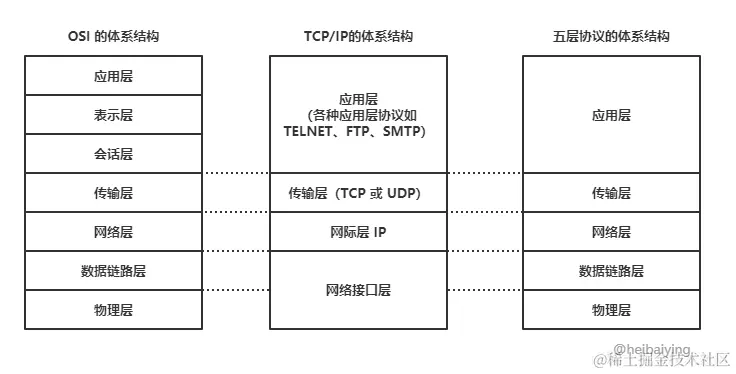 OSI 的体系结构
应用层
表示层
会话层
传输层
网络层
数据链路层
物理层
TCP/IP的体系结构
应用层
(各种应用层协议如
TELNET、FTP、SMTP)
传输层（TCP 或 UDP）
网际层 IP
网络接口层
五层协议的体系结构
应用层
传输层
网络层
数据链路层
物理层
@heibaiying
@稀土掘金技术社区